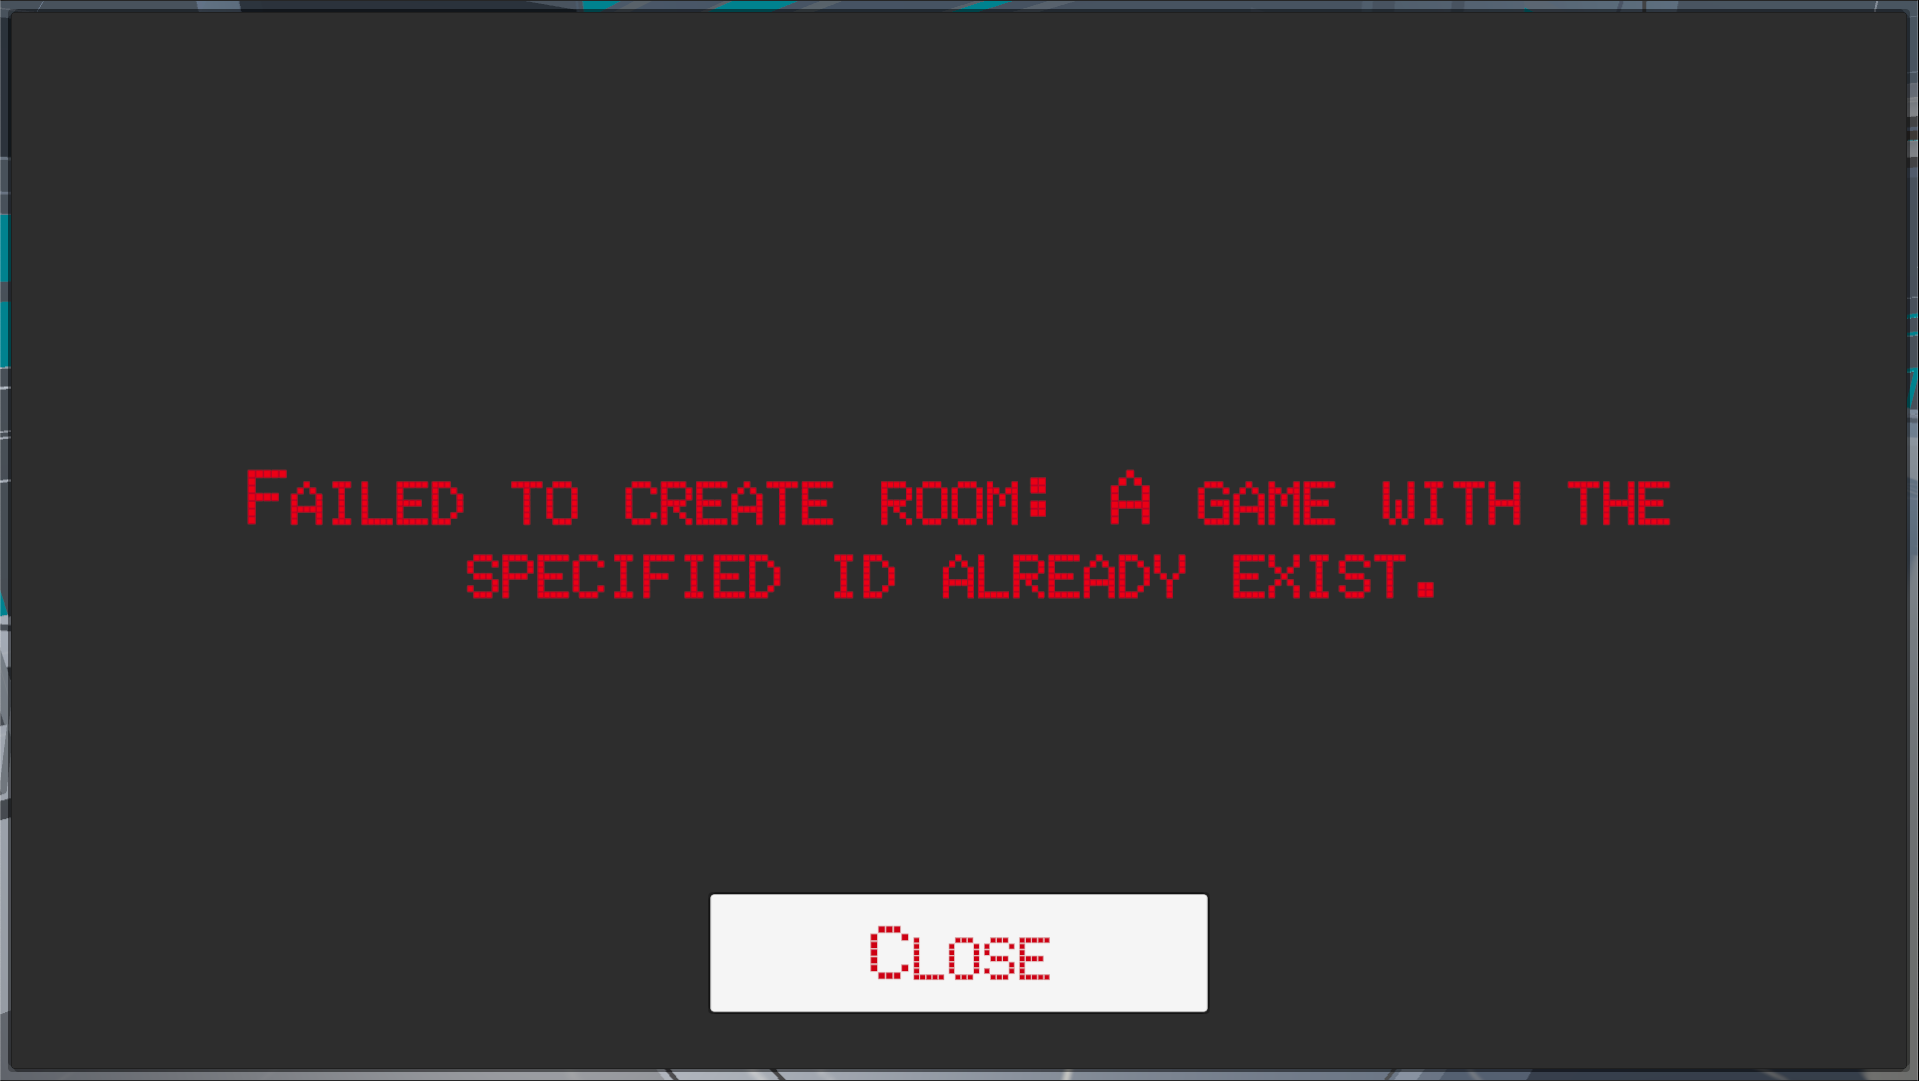 Failed to create room: A game with the
specified id already exist.
Close